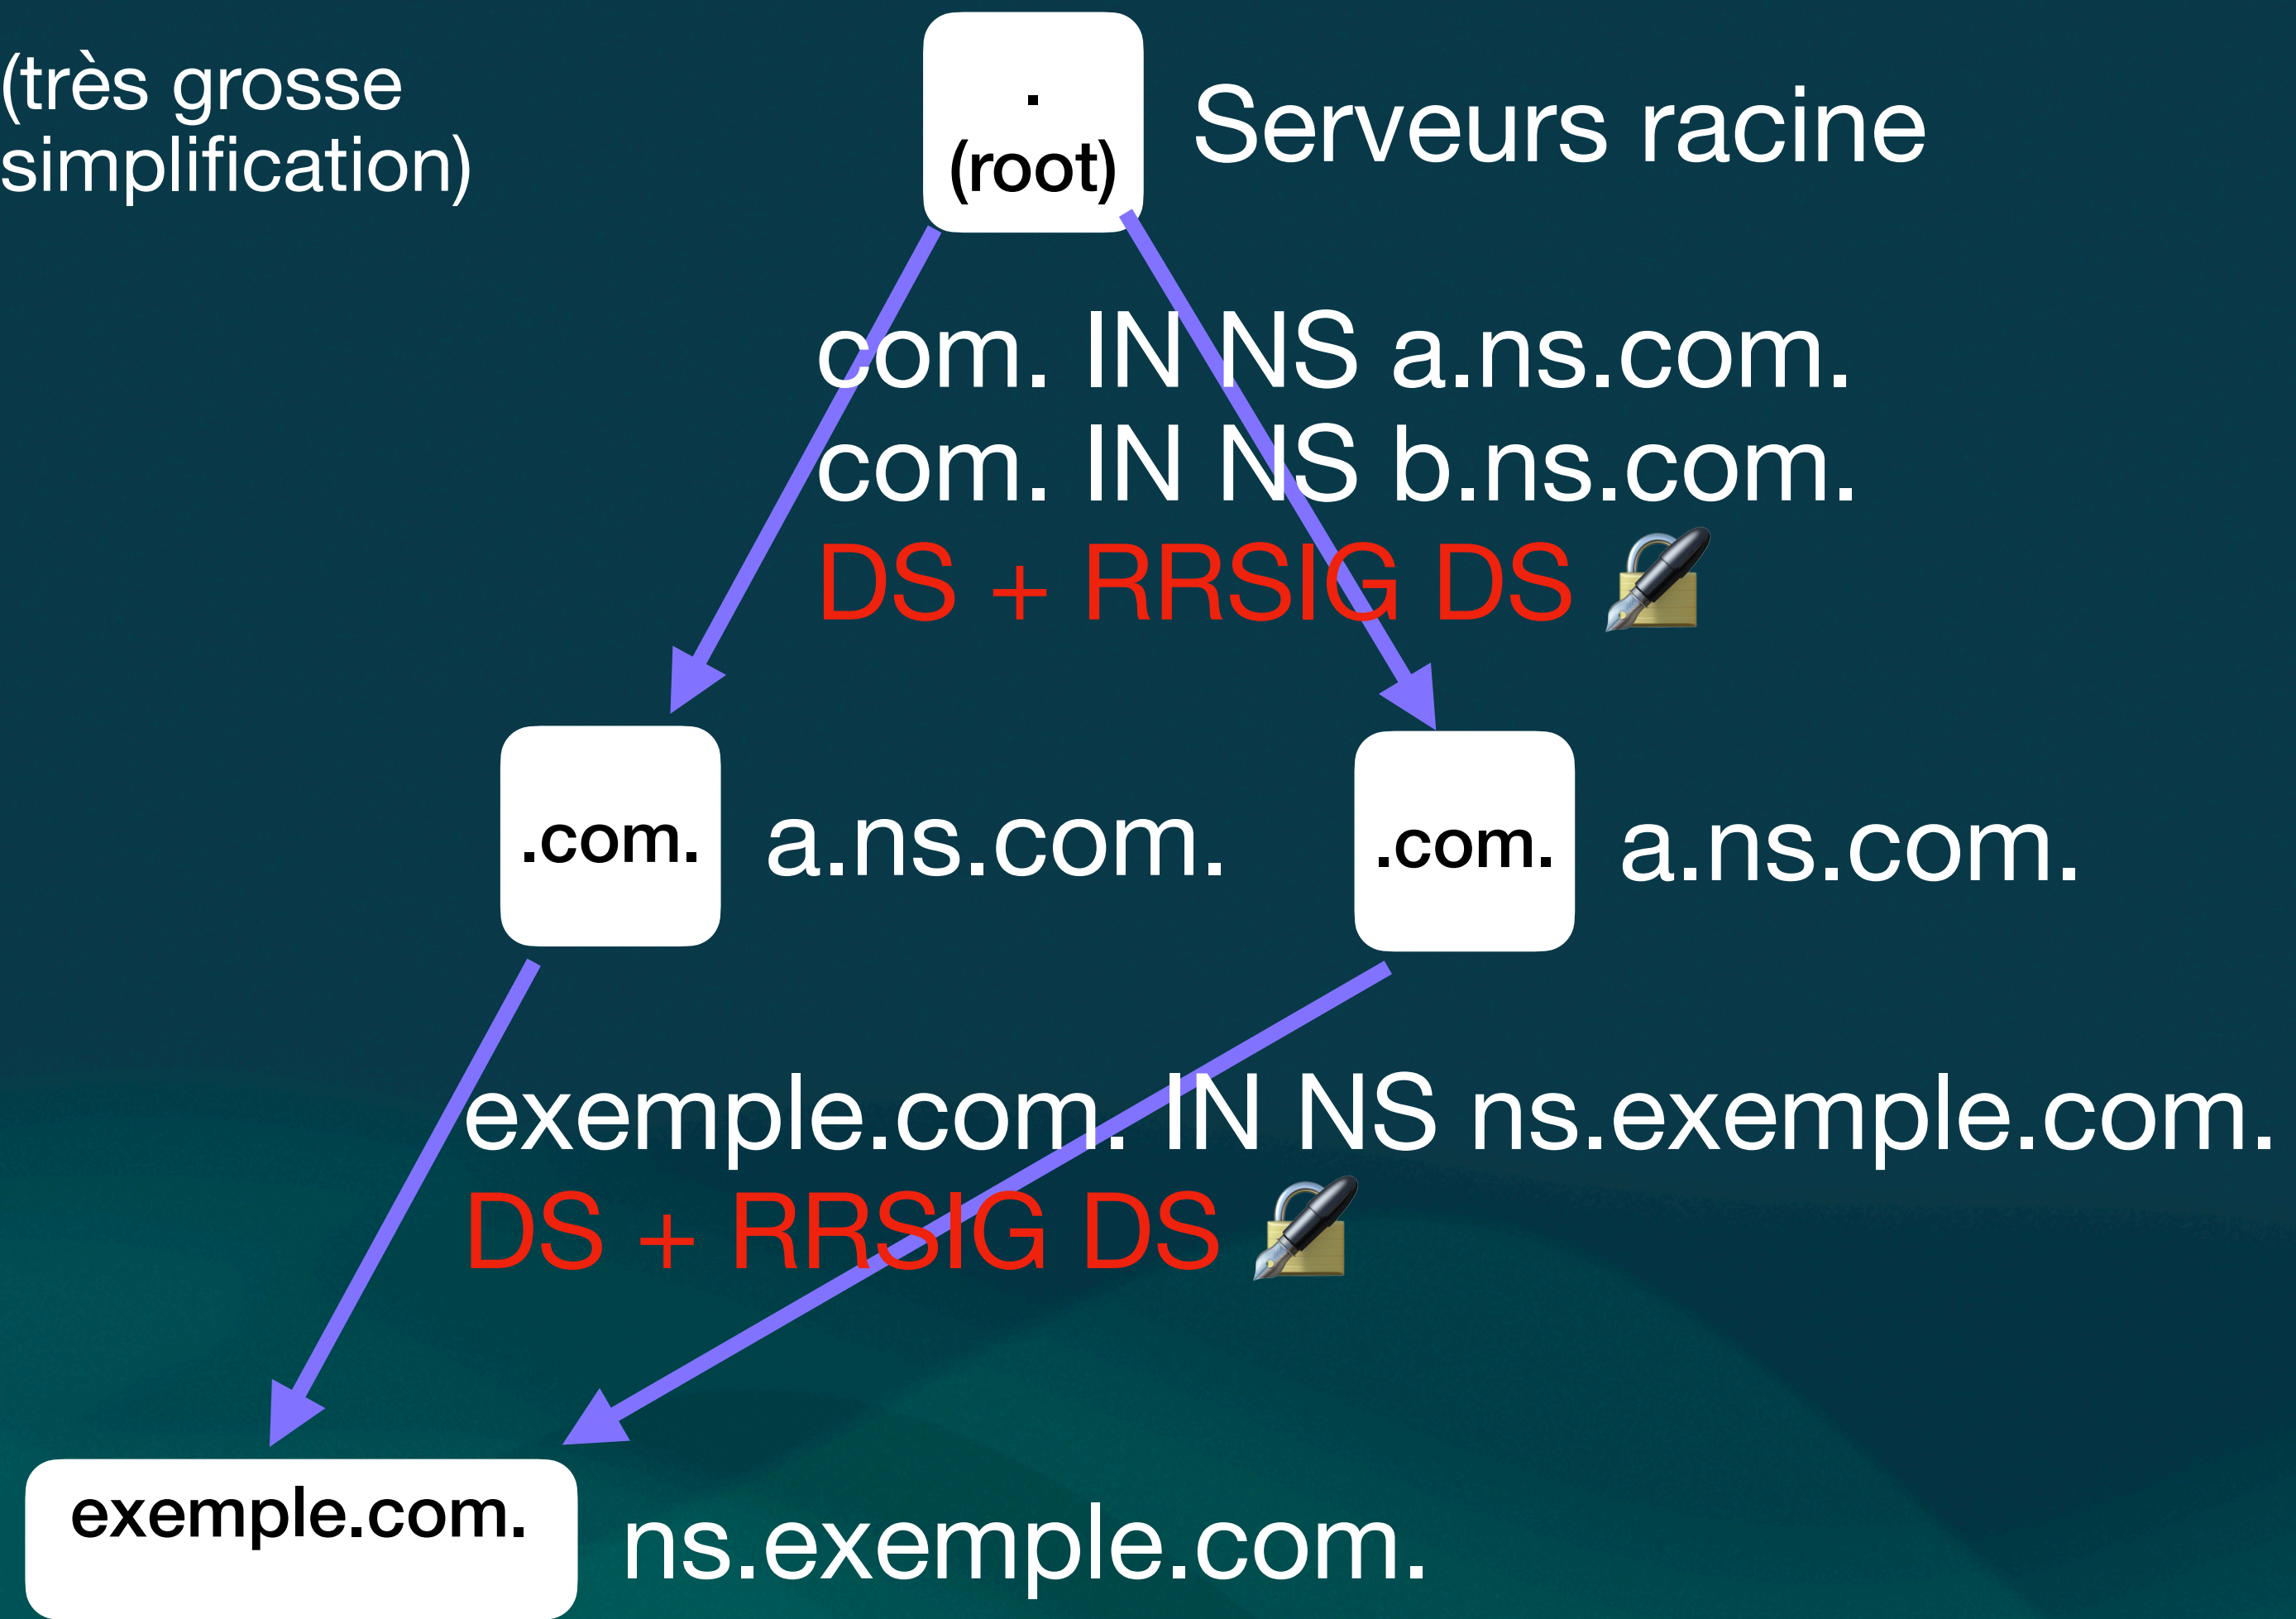 (très grosse
simplification)
.
(root)
Serveurs racine
com. IN NS a.ns.com.
com. IN NS b.ns.com.
DS + RRSIG DS
.com.
a.ns.com.
.com.
a.ns.com.
exemple.com. IN NS ns.exemple.com.
DS + RRSIG DS
exemple.com.
ns.exemple.com.